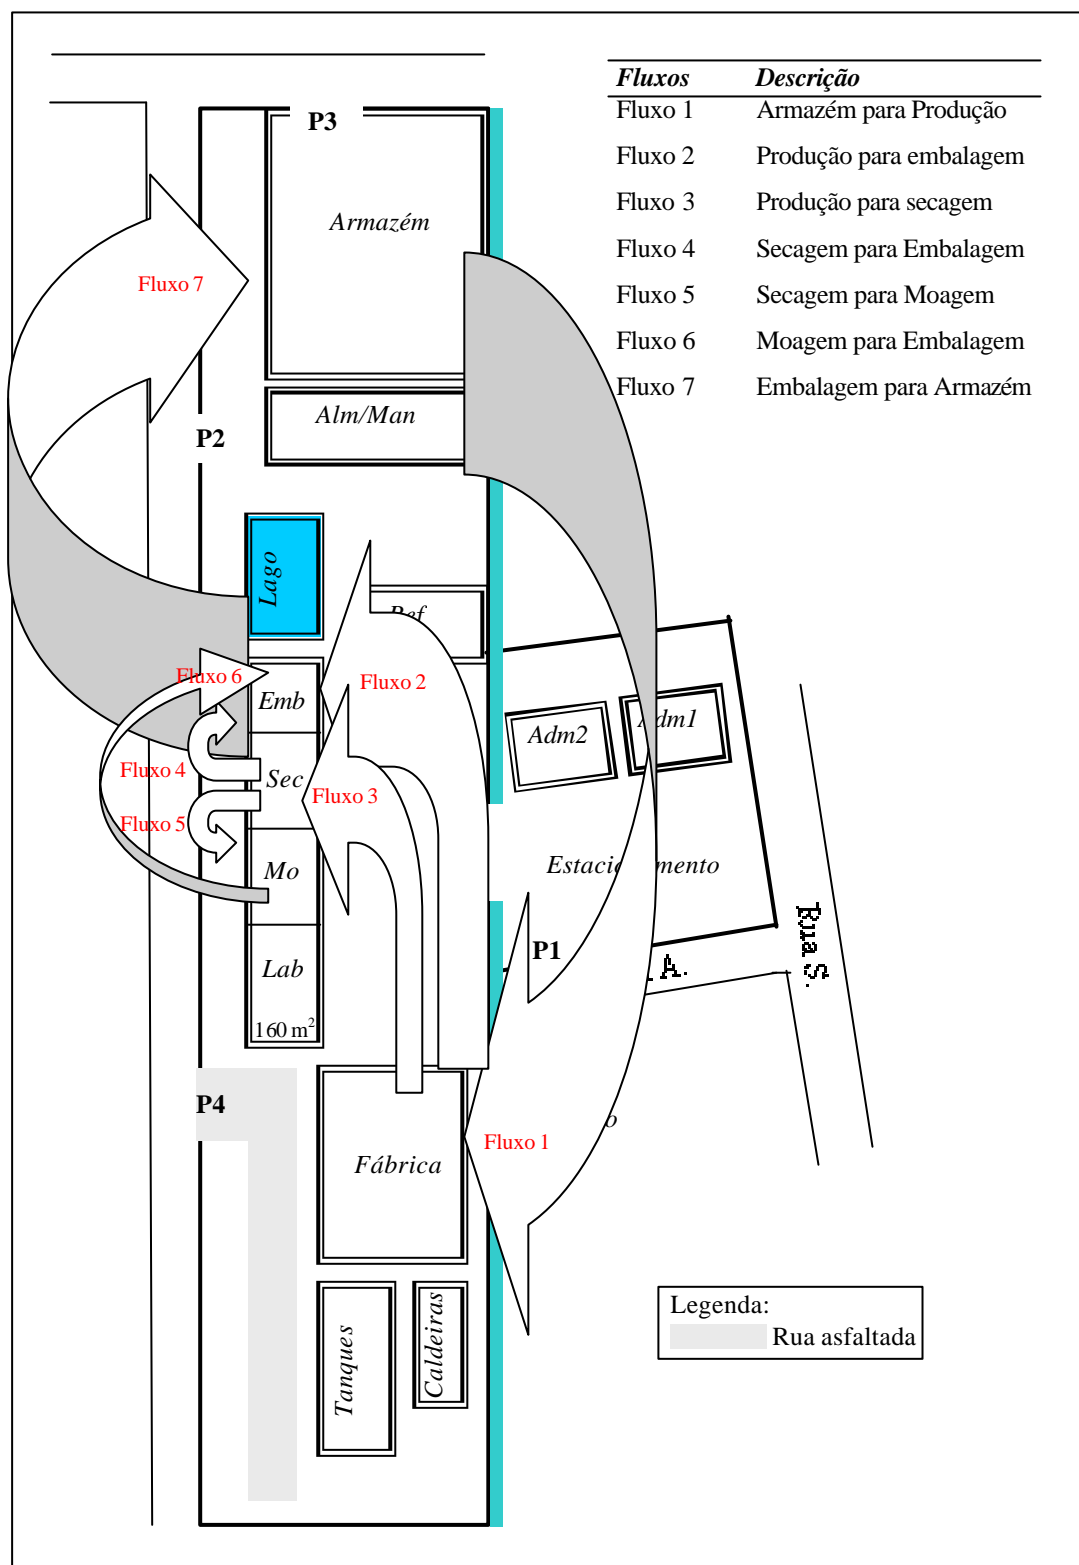 Fluxos Descrição
Fluxo 1 Armazém para Produção
Fluxo 2 Produção para embalagem
Fluxo 3 Produção para secagem
Fluxo 4 Secagem para Embalagem
Fluxo 5 Secagem para Moagem
Fluxo 6 Moagem para Embalagem
Fluxo 7 Embalagem para Armazém
P3
Armazém
Fluxo 7
Alm/Man
P2
Lago
Fluxo 6
Emb
Fluxo 2
Adm2
Fluxo 4
Sec
Fluxo 3
Fluxo 5
Mo
P1
A.
Rua S.
Lab
160 m²
P4
Fábrica
Fluxo 1
Tanques
Caldeiras
Legenda:
Rua asfaltada